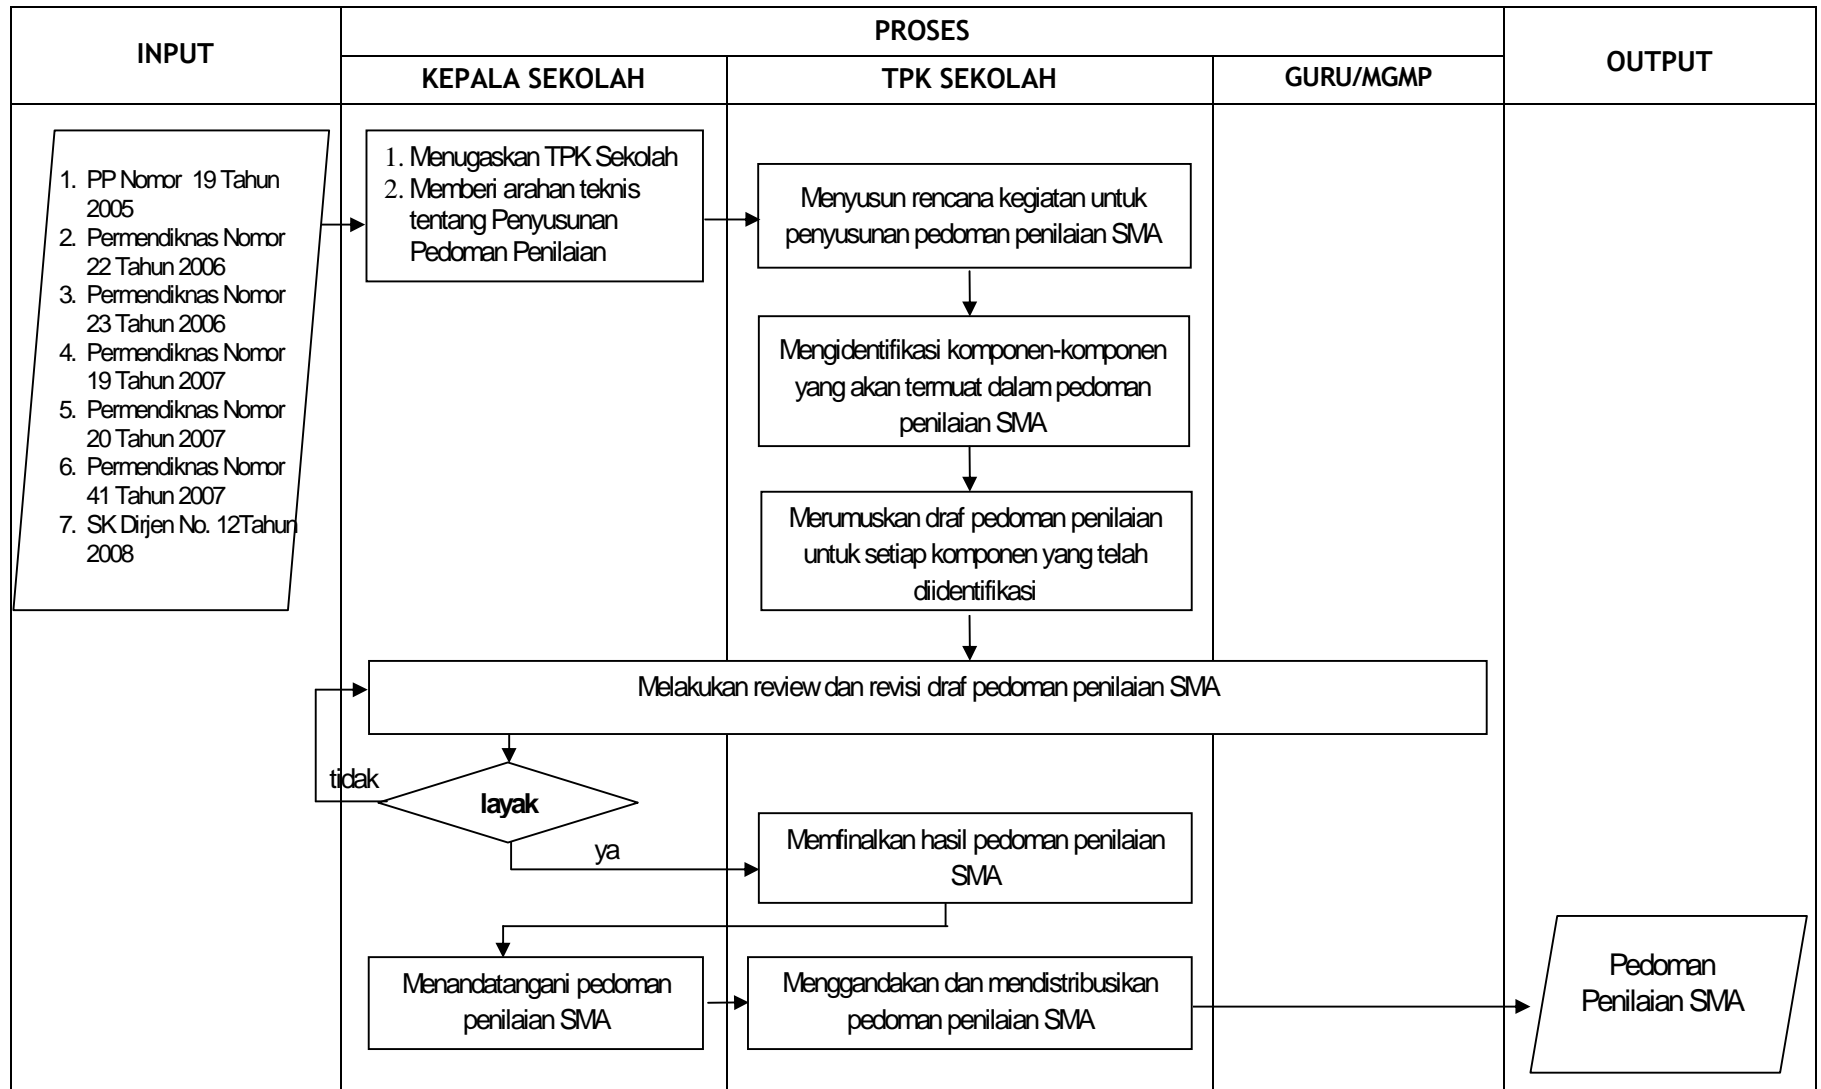 INPUT
PROSES
OUTPUT
KEPALA SEKOLAH
TPK SEKOLAH
GURU/MGMP
1. PP Nomor 19 Tahun
2005
2. Permendiknas Nomor
22 Tahun 2006
3. Permendiknas Nomor
23 Tahun 2006
4. Permendiknas Nomor
19 Tahun 2007
5. Permendiknas Nomor
20 Tahun 2007
6. Permendiknas Nomor
41 Tahun 2007
7. SK Dirjen No. 12Tahun
2008
1. Menugaskan TPK Sekolah
2. Memberi arahan teknis
tentang Penyusunan
Pedoman Penilaian
Menyusun rencana kegiatan untuk
penyusunan pedoman penilaian SMA
Mengidentifikasi komponen-komponen
yang akan termuat dalam pedoman
penilaian SMA
Merumuskan draf pedoman penilaian
untuk setiap komponen yang telah
diidentifikasi
Melakukan review dan revisi draf pedoman penilaian SMA
tidak
layak
ya
Memfinalkan hasil pedoman penilaian
SMA
Menandatangani pedoman
penilaian SMA
Menggandakan dan mendistribusikan
pedoman penilaian SMA
Pedoman
Penilaian SMA